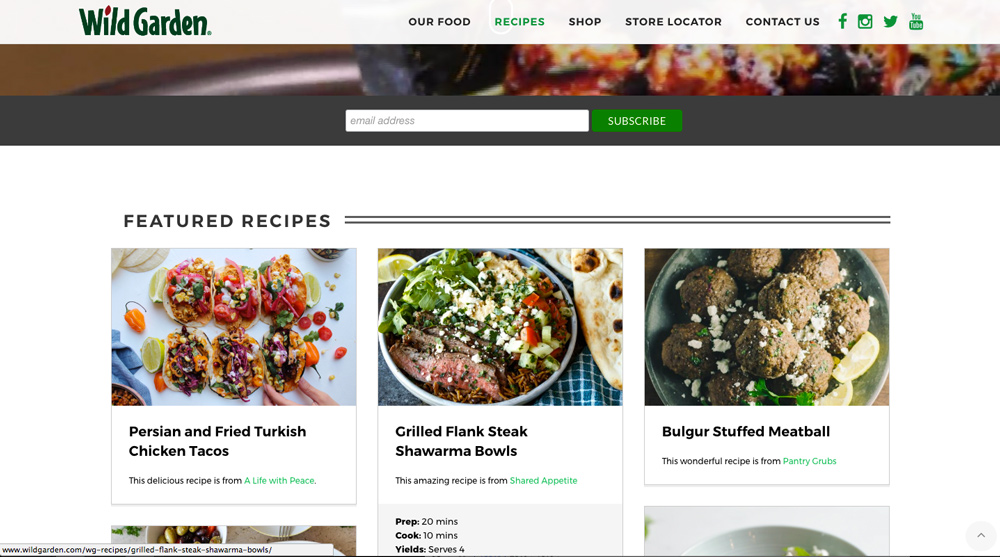 Wild Garden®
OUR FOOD RECIPES SHOP STORE LOCATOR CONTACT US
You
Tube
email address SUBSCRIBE
FEATURED RECIPES
Persian and Fried Turkish
Chicken Tacos
This delicious recipe is from A Life with Peace.
Grilled Flank Steak
Shawarma Bowls
This amazing recipe is from Shared Appetite
Prep: 20 mins
Cook: 10 mins
Yields: Serves 4
Bulgur Stuffed Meatball
This wonderful recipe is from Pantry Grubs
www.wildgarden.com/wg-recipes/grilled-flank-steak-shawarma-bowls/